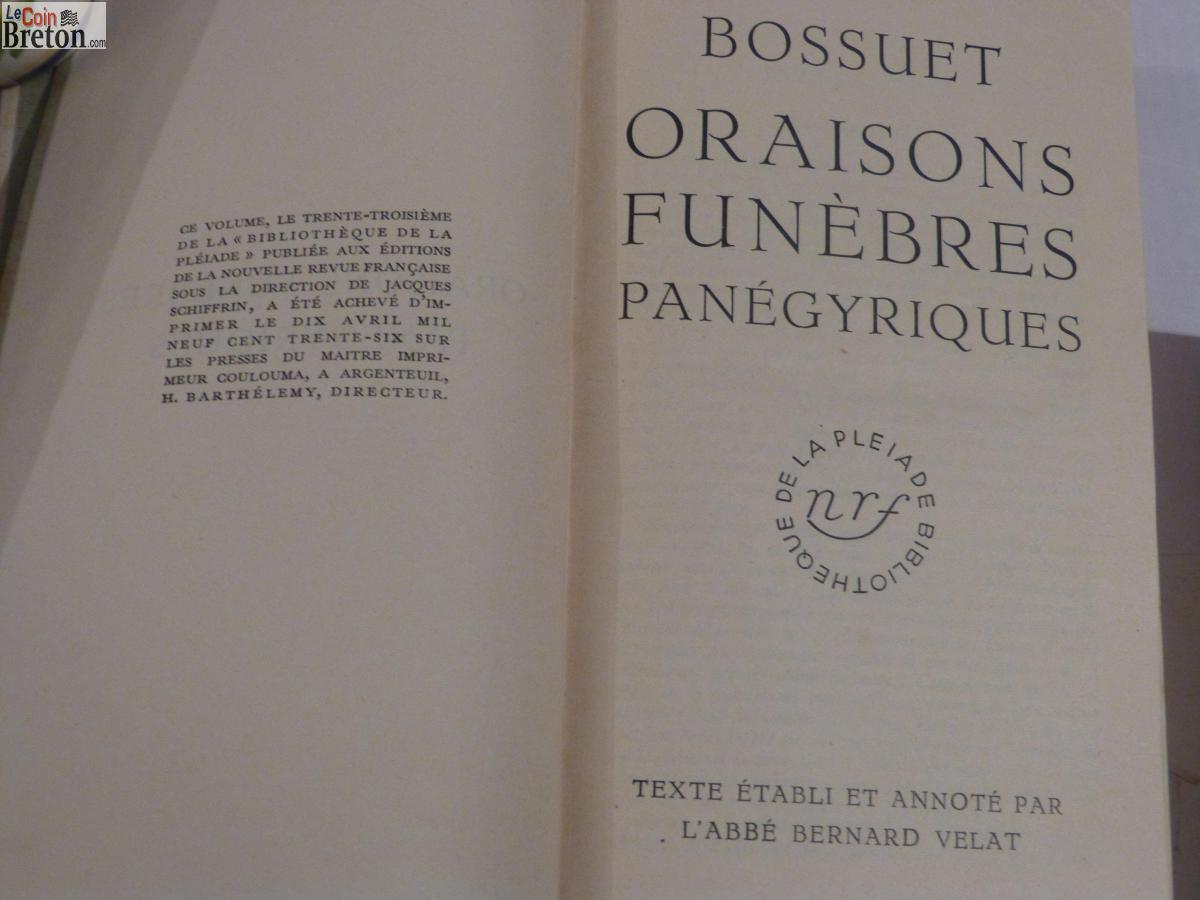 Le Coin
Breton.com
CE VOLUME, LE TRENTE-TROISIÈME
DE LA « BIBLIOTHÈQUE DE LA
PLÉIADE » PUBLIÉE AUX ÉDITIONS
DE LA NOUVELLE REVUE FRANÇAISE
SOUS LA DIRECTION DE JACQUES
SCHIFFRIN, A ÉTÉ ACHEVÉ D'IM-
PRIMER LE DIX AVRIL MIL
NEUF CENT TRENTE-SIX SUR
LES PRESSES DU MAITRE IMPRI-
MEUR COULOUMA, A ARGENTEUIL,
H. BARTHÉLEMY, DIRECTEUR.
BOSSUET
ORAISONS
FUNÈBRES
PANÉGYRIQUES
BIBLIOTHEQUE DE LA PLEIADE
nrf
TEXTE ÉTABLI ET ANNOTÉ PAR
L'ABBÉ BERNARD VELAT